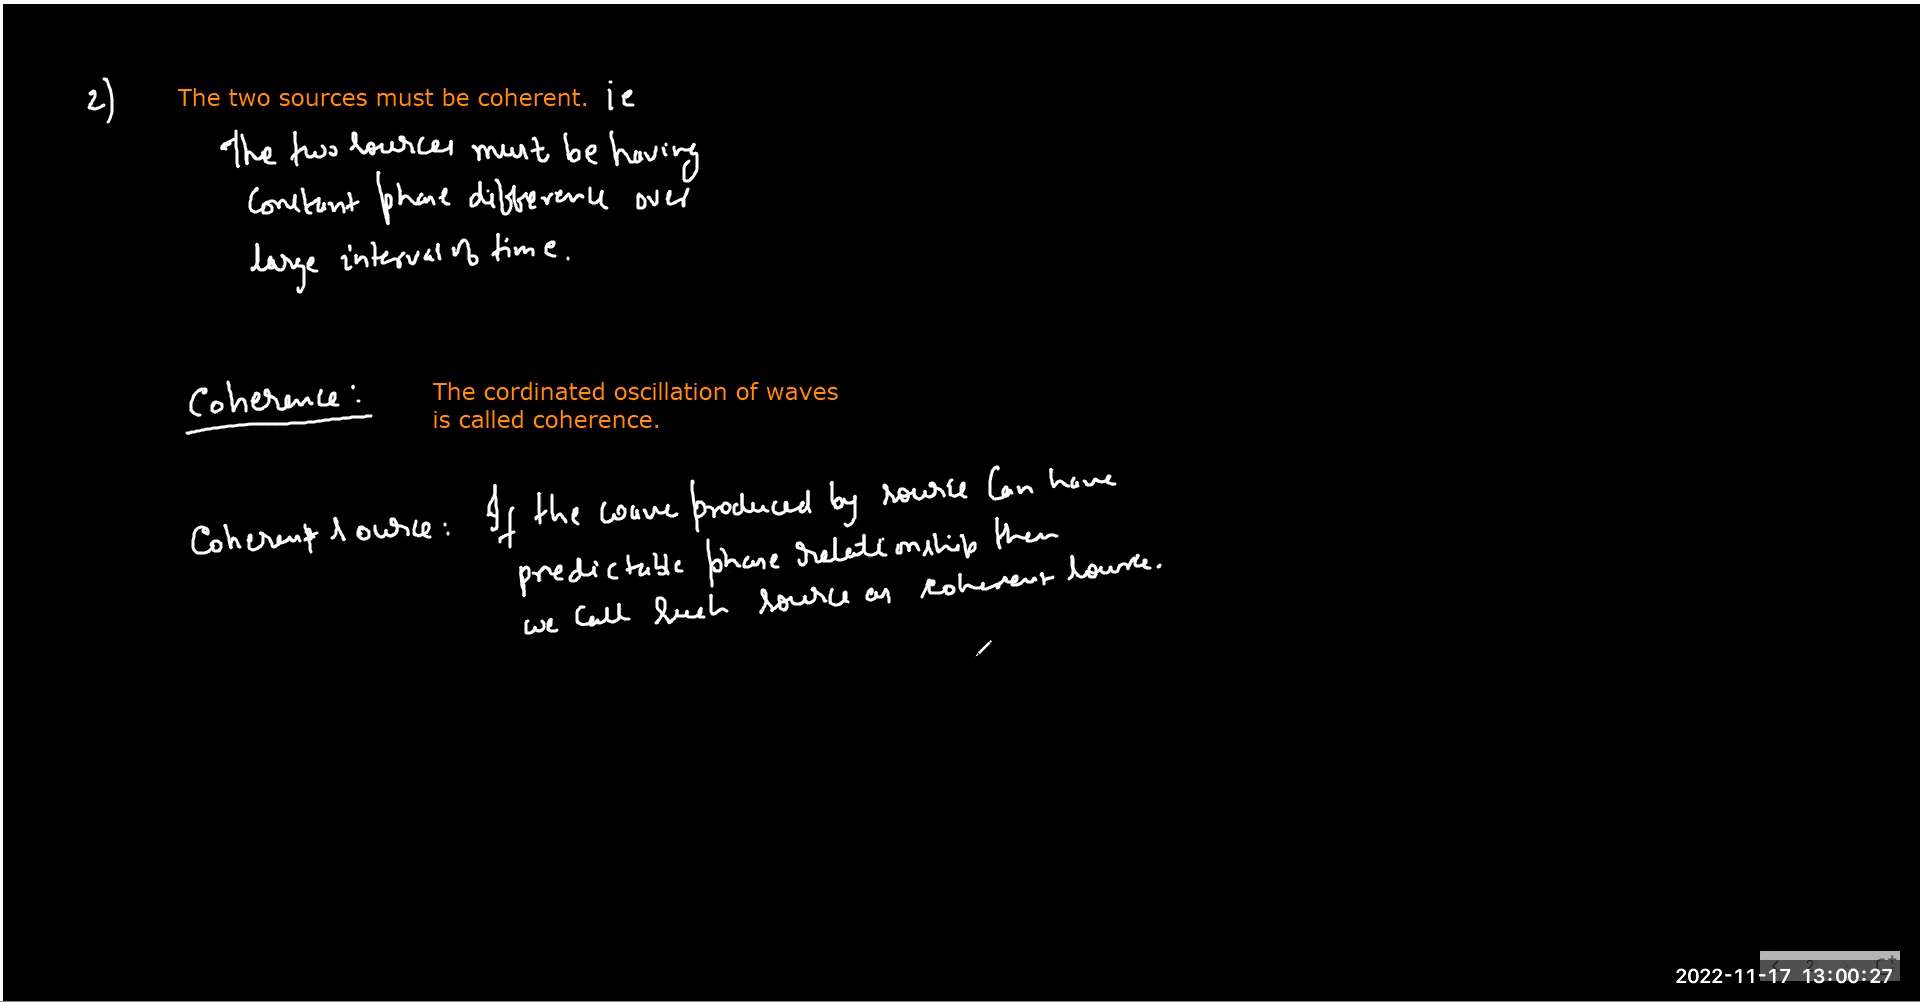 2) The two sources must be coherent. ie
The two sources must be having
Constant phase difference over
large interval of time.
Coherence: The cordinated oscillation of waves
is called coherence.
Coherent source: If the wave produced by source Can have
predictable phase relationship then
we Call Such source as coherent source.
2022-11-17 13:00:27